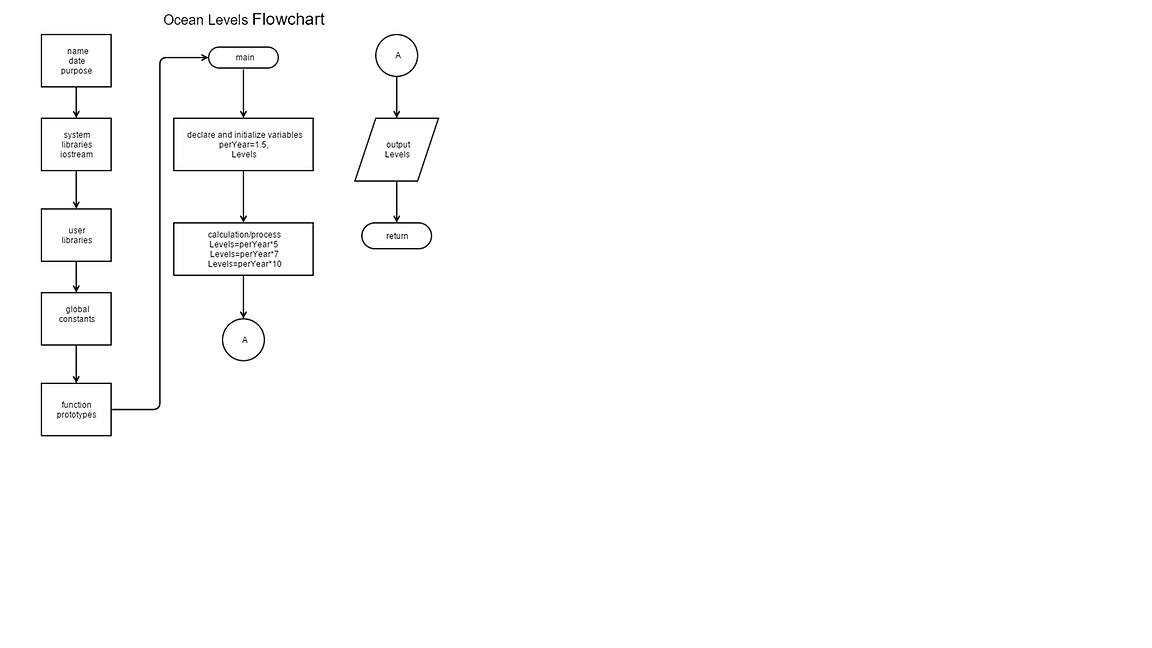 Ocean Levels Flowchart
name
date
purpose
system
libraries
iostream
user
libraries
global
constants
function
prototypes
main
declare and initialize variables
perYear=1.5,
Levels
calculation/process
Levels=perYear*5
Levels=perYear*7
Levels=perYear*10
A
A
output
Levels
return